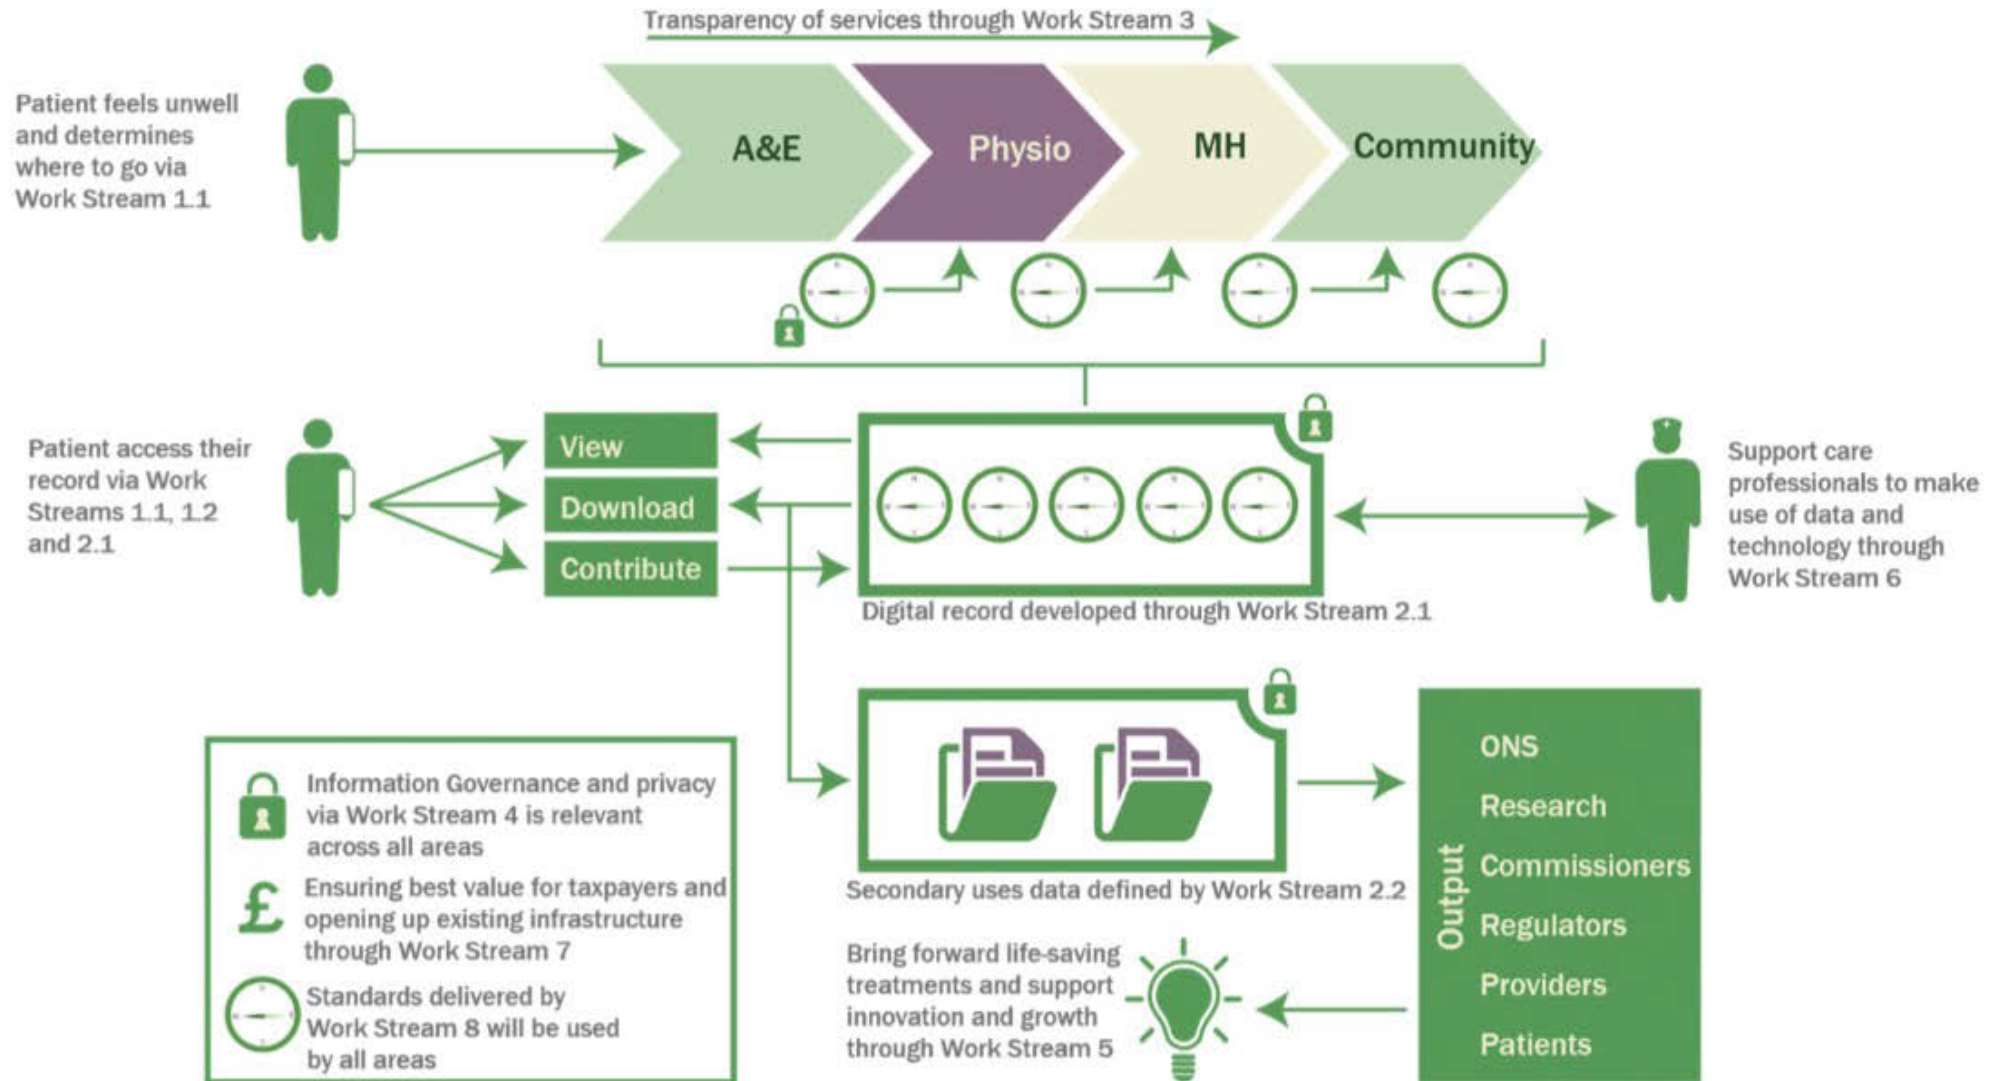 Transparency of services through Work Stream 3
Patient feels unwell
and determines
where to go via
Work Stream 1.1
A&E
Physio
MH
Community
Patient access their
record via Work
Streams 1.1, 1.2
and 2.1
View
Download
Contribute
Digital record developed through Work Stream 2.1
Support care
professionals to make
use of data and
technology through
Work Stream 6
Information Governance and privacy
via Work Stream 4 is relevant
across all areas
£
Ensuring best value for taxpayers and
opening up existing infrastructure
through Work Stream 7
Standards delivered by
Work Stream 8 will be used
by all areas
Secondary uses data defined by Work Stream 2.2
Bring forward life-saving
treatments and support
innovation and growth
through Work Stream 5
Output
ONS
Research
Commissioners
Regulators
Providers
Patients